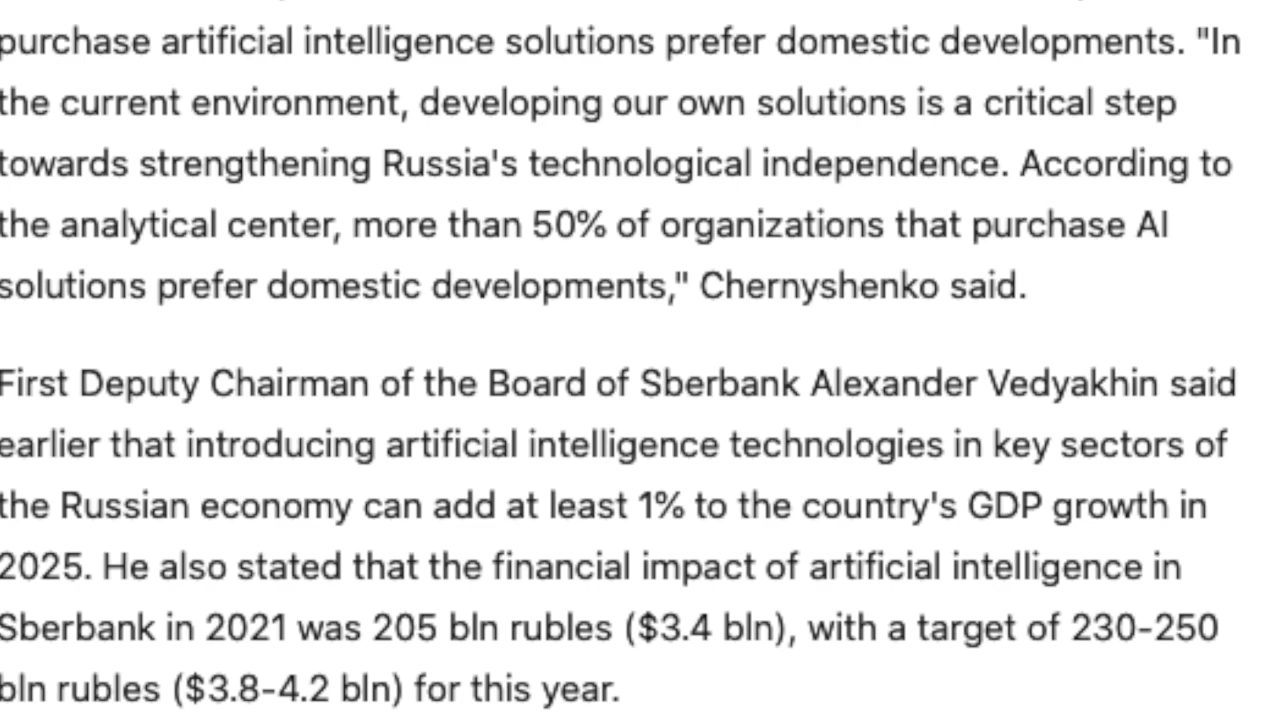 purchase artificial intelligence solutions prefer domestic developments. "In
the current environment, developing our own solutions is a critical step
towards strengthening Russia's technological independence. According to
the analytical center, more than 50% of organizations that purchase AI
solutions prefer domestic developments," Chernyshenko said.
First Deputy Chairman of the Board of Sberbank Alexander Vedyakhin said
earlier that introducing artificial intelligence technologies in key sectors of
the Russian economy can add at least 1% to the country's GDP growth in
2025. He also stated that the financial impact of artificial intelligence in
Sberbank in 2021 was 205 bln rubles ($3.4 bln), with a target of 230-250
bln rubles ($3.8-4.2 bln) for this year.